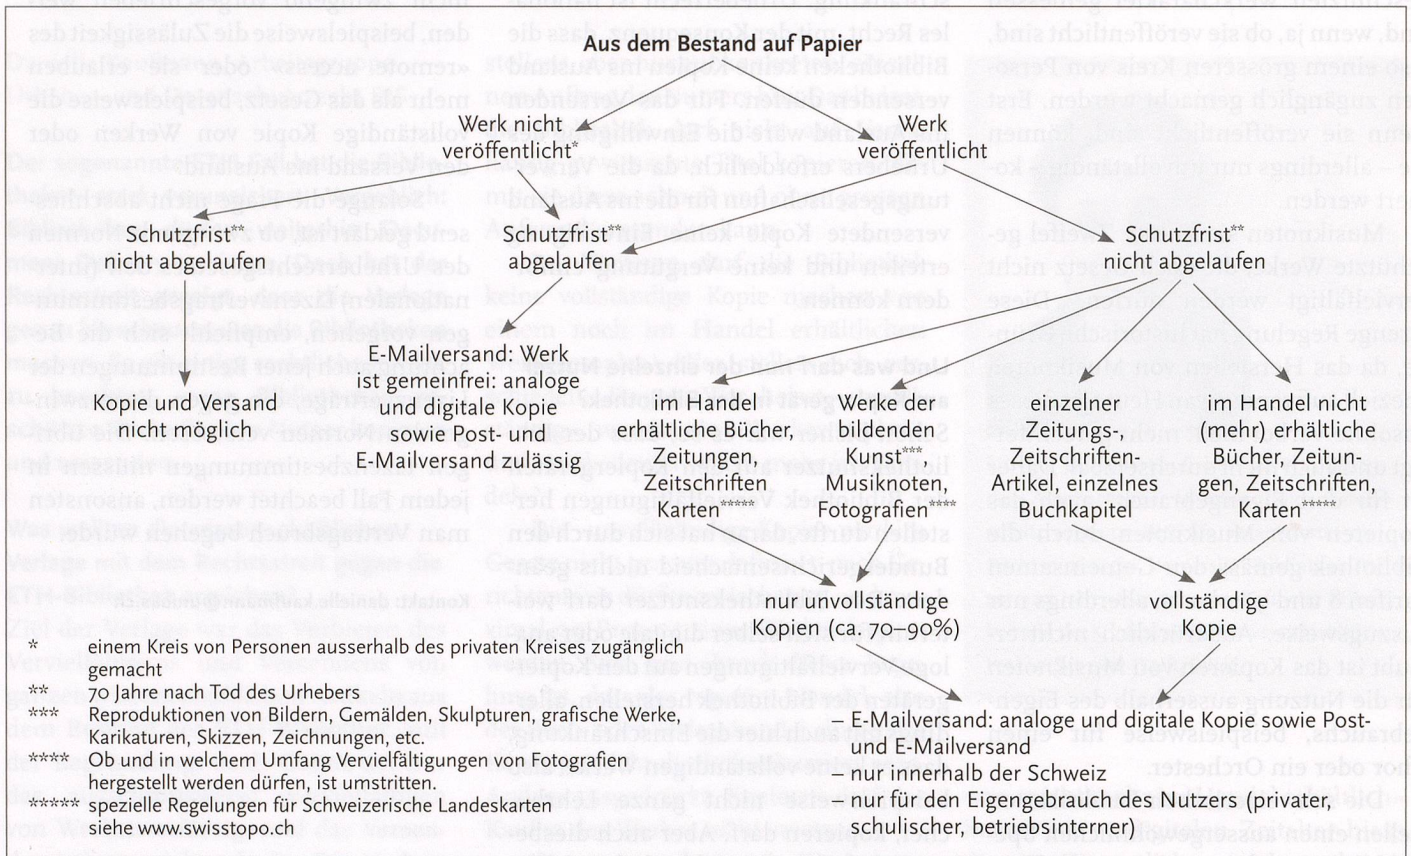 Aus dem Bestand auf Papier
Werk nicht
veröffentlicht*
Werk
veröffentlicht
Schutzfrist**
nicht abgelaufen
Schutzfrist**
abgelaufen
Schutzfrist**
nicht abgelaufen
Kopie und Versand
nicht möglich
E-Mailversand: Werk
ist gemeinfrei: analoge
und digitale Kopie
sowie Post- und
E-Mailversand zulässig
im Handel
erhältliche Bücher,
Zeitungen,
Zeitschriften
Karten*****
Werke der
bildenden
Kunst***,
Musiknoten,
Fotografien****
einzelner
Zeitungs-,
Zeitschriften-
Artikel, einzelnes
Buchkapitel
im Handel nicht
(mehr) erhältliche
Bücher, Zeitun-
gen, Zeitschriften,
Karten*****
nur unvollständige
Kopien (ca. 70–90%)
vollständige
Kopie
– E-Mailversand: analoge und digitale Kopie sowie Post-
und E-Mailversand
– nur innerhalb der Schweiz
– nur für den Eigengebrauch des Nutzers (privater,
schulischer, betriebsinterner)
* einem Kreis von Personen ausserhalb des privaten Kreises zugänglich
gemacht
** 70 Jahre nach Tod des Urhebers
*** Reproduktionen von Bildern, Gemälden, Skulpturen, grafische Werke,
Karikaturen, Skizzen, Zeichnungen, etc.
**** Ob und in welchem Umfang Vervielfältigungen von Fotografien
hergestellt werden dürfen, ist umstritten.
***** spezielle Regelungen für Schweizerische Landeskarten
siehe www.swisstopo.ch